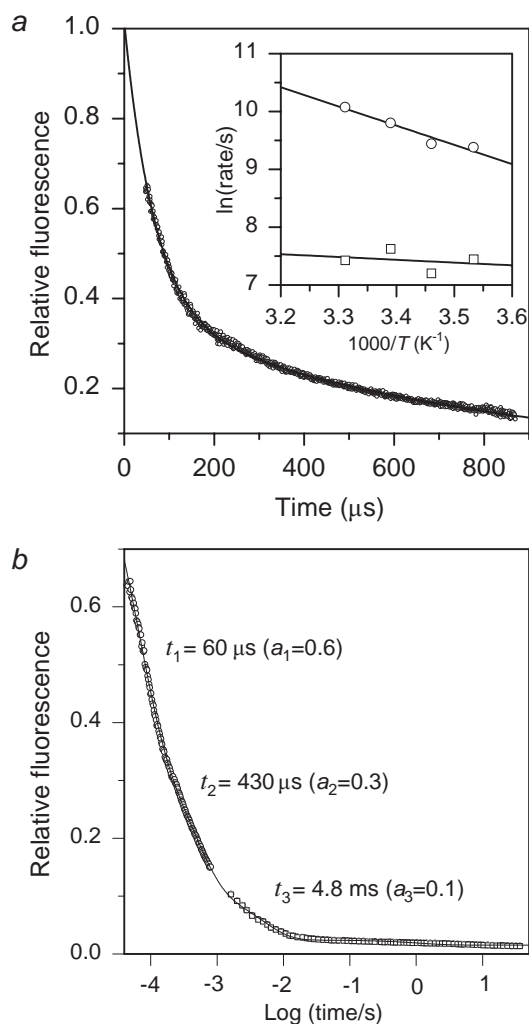 a
1.0
0.8
0.6
0.4
0.2
Relative fluorescence
0
200
400
600
800
Time (μs)
11
10
9
8
7
ln(rate/s)
3.2
3.3
3.4
3.5
3.6
1000/T (K⁻¹)
b
0.6
0.4
0.2
0.0
Relative fluorescence
t₁ = 60 μs (a₁=0.6)
t₂ = 430 μs (a₂=0.3)
t₃ = 4.8 ms (a₃=0.1)
-4
-3
-2
-1
0
1
Log (time/s)